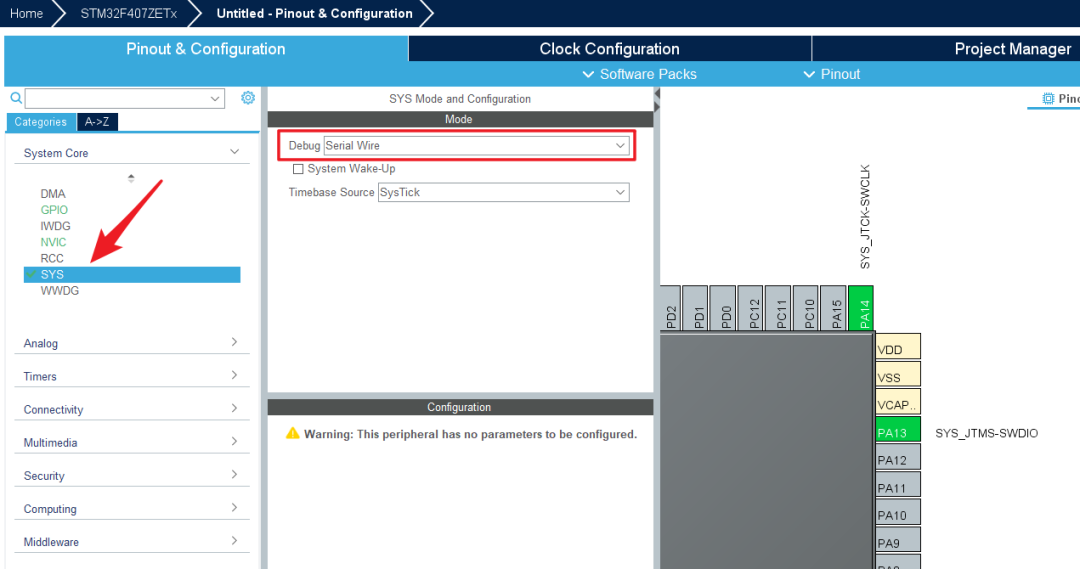 Home
STM32F407ZETx
Untitled - Pinout & Configuration
Pinout & Configuration
Clock Configuration
Project Manager
Software Packs
Pinout
Categories
A->Z
System Core
DMA
GPIO
IWDG
NVIC
RCC
SYS
WWDG
Analog
Timers
Connectivity
Multimedia
Security
Computing
Middleware
SYS Mode and Configuration
Mode
Debug Serial Wire
System Wake-Up
Timebase Source SysTick
Configuration
Warning: This peripheral has no parameters to be configured.
SYS_JTCK-SWCLK
PD2
PD1
PD0
PC12
PC11
PC10
PA15
PA14
VDD
VSS
VCAP..
PA13
SYS_JTMS-SWDIO
PA12
PA11
PA10
PA9